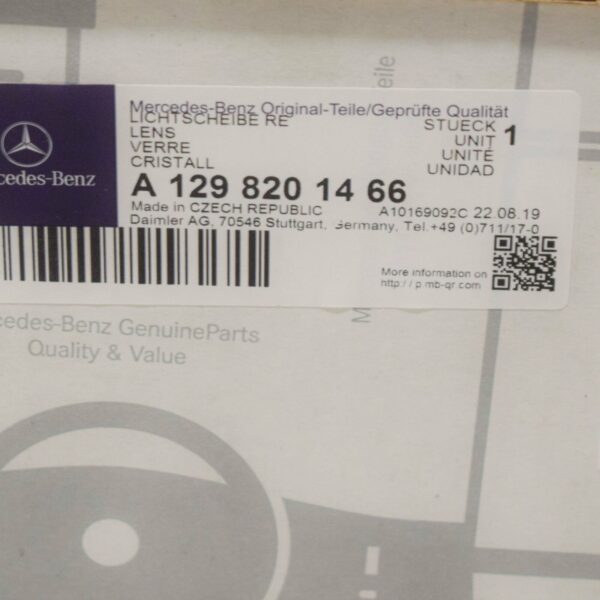 Mercedes-Benz Original-Teile/Geprüfte Qualität
LICHTSCHEIBE RE
LENS
VERRE
CRISTALL
STUECK 1
UNIT
UNITÉ
UNIDAD
A 129 820 14 66
Made in CZECH REPUBLIC A10169092C 22.08.19
Daimler AG, 70546 Stuttgart, Germany, Tel.+49 (0)711/17-0
cedes-Benz
More information on
http://p.mb-qr.com
cedes-Benz GenuineParts
Quality & Value